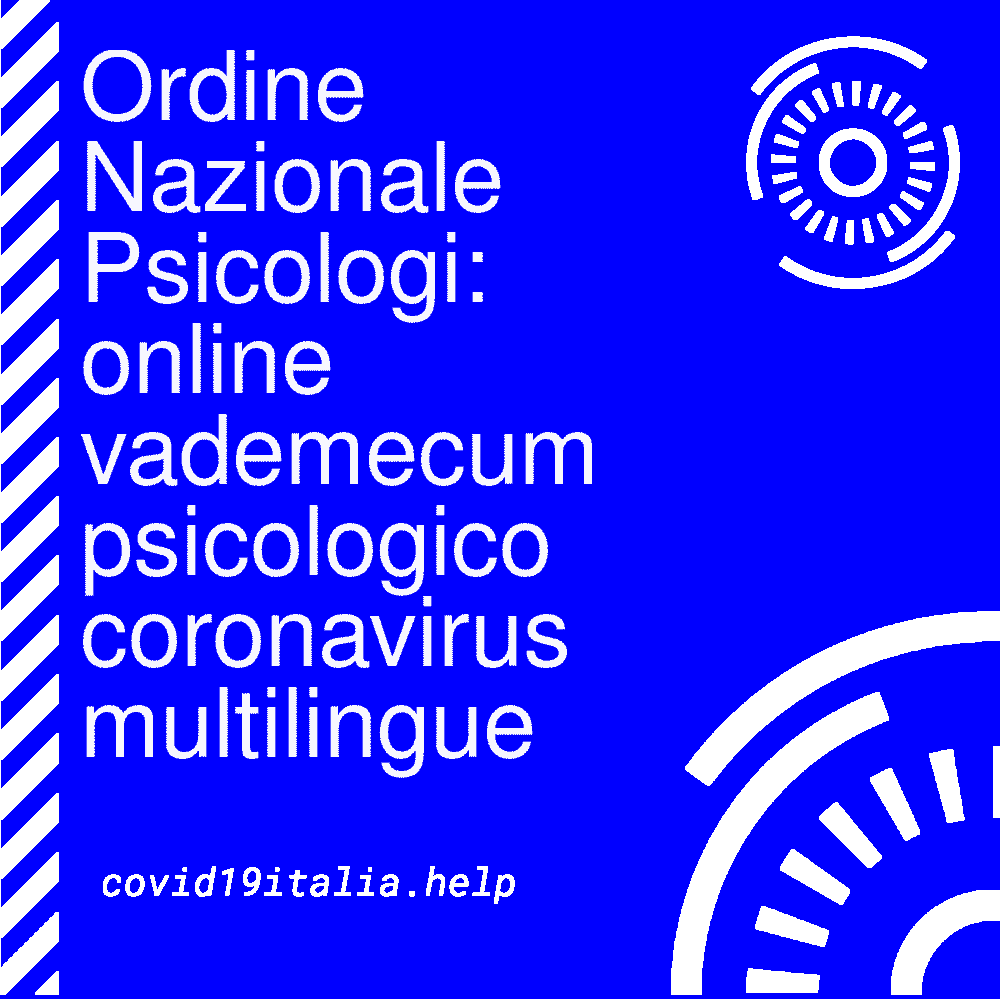 Ordine
Nazionale
Psicologi:
online
vademecum
psicologico
coronavirus
multilingue
covid19italia.help